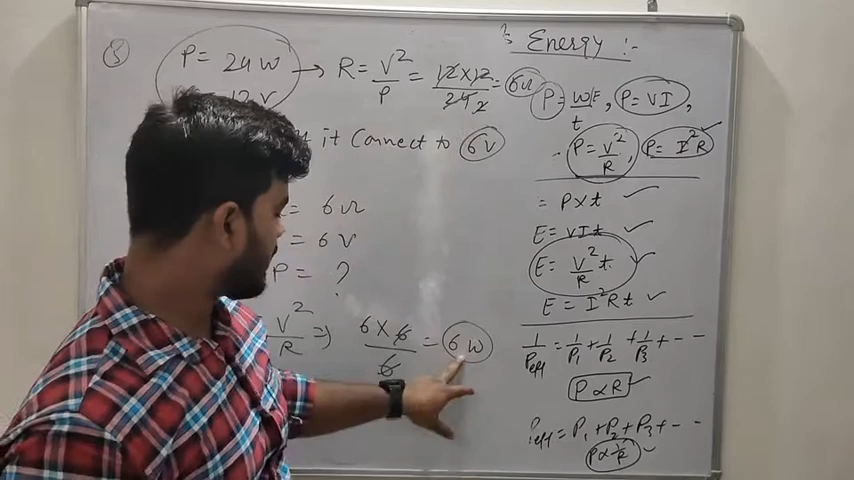 8
P = 24 W → R = V²/P = 12×12/24 2 = 6Ω
12 V
it Connect to 6V
= 6Ω
= 6 V
P = ?
V²/R ⇒ 6×6/6 = 6W
Energy :-
P = W/t E, P = VI,
P = V²/R, P = I²R
= P×t
E = VIt
E = V²/R t
E = I²Rt
1/Peff = 1/P1 + 1/P2 + 1/P3 + - -
P ∝ R
Peff = P1 + P2 + P3 + - -
P ∝ 1/R